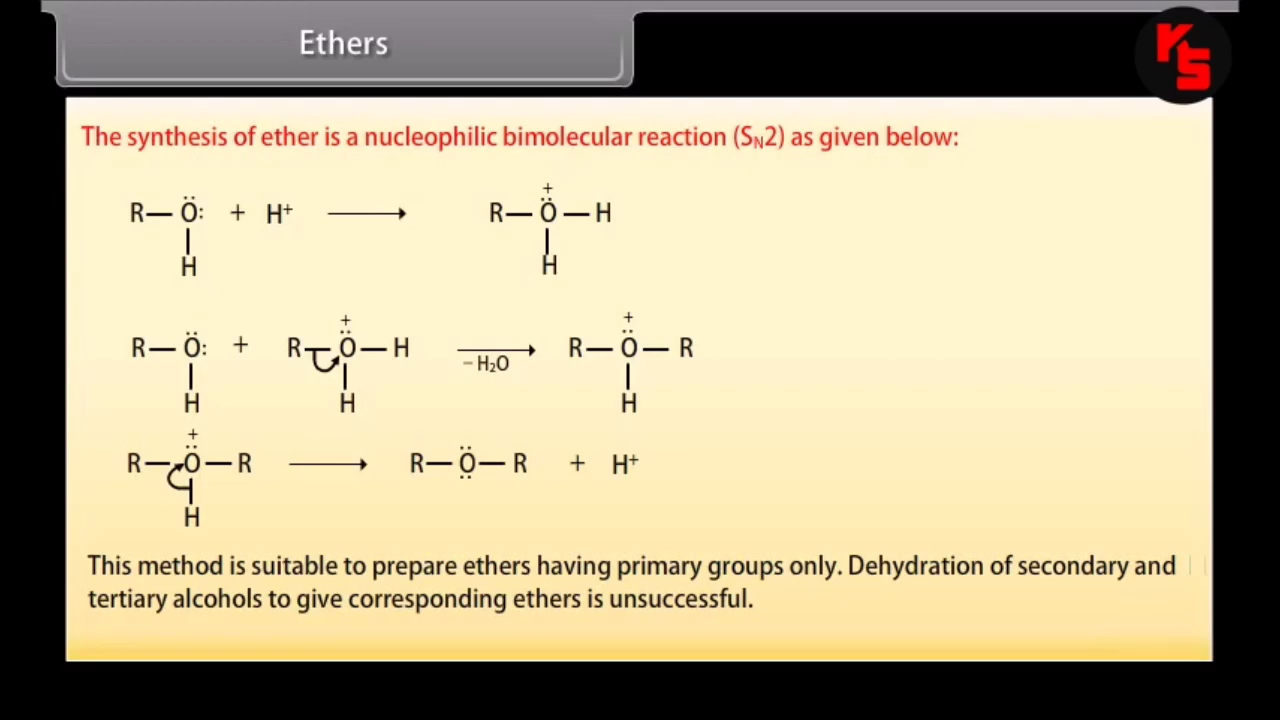 Ethers
KTS
The synthesis of ether is a nucleophilic bimolecular reaction (SN2) as given below:
R—Ö: + H⁺ ⟶ R—Ö—H
+
|
|
H
H
R—Ö: + R—Ö—H ⟶ R—Ö—R
+
+
−H₂O
|
|
|
H
H
H
R—Ö—R ⟶ R—Ö—R + H⁺
+
|
H
This method is suitable to prepare ethers having primary groups only. Dehydration of secondary and
tertiary alcohols to give corresponding ethers is unsuccessful.